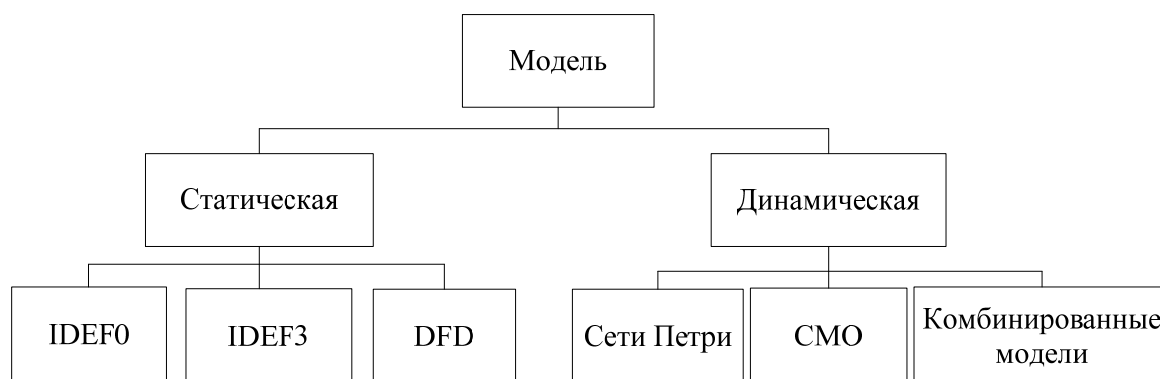 Модель
Статическая
Динамическая
IDEF0
IDEF3
DFD
Сети Петри
СМО
Комбинированные
модели